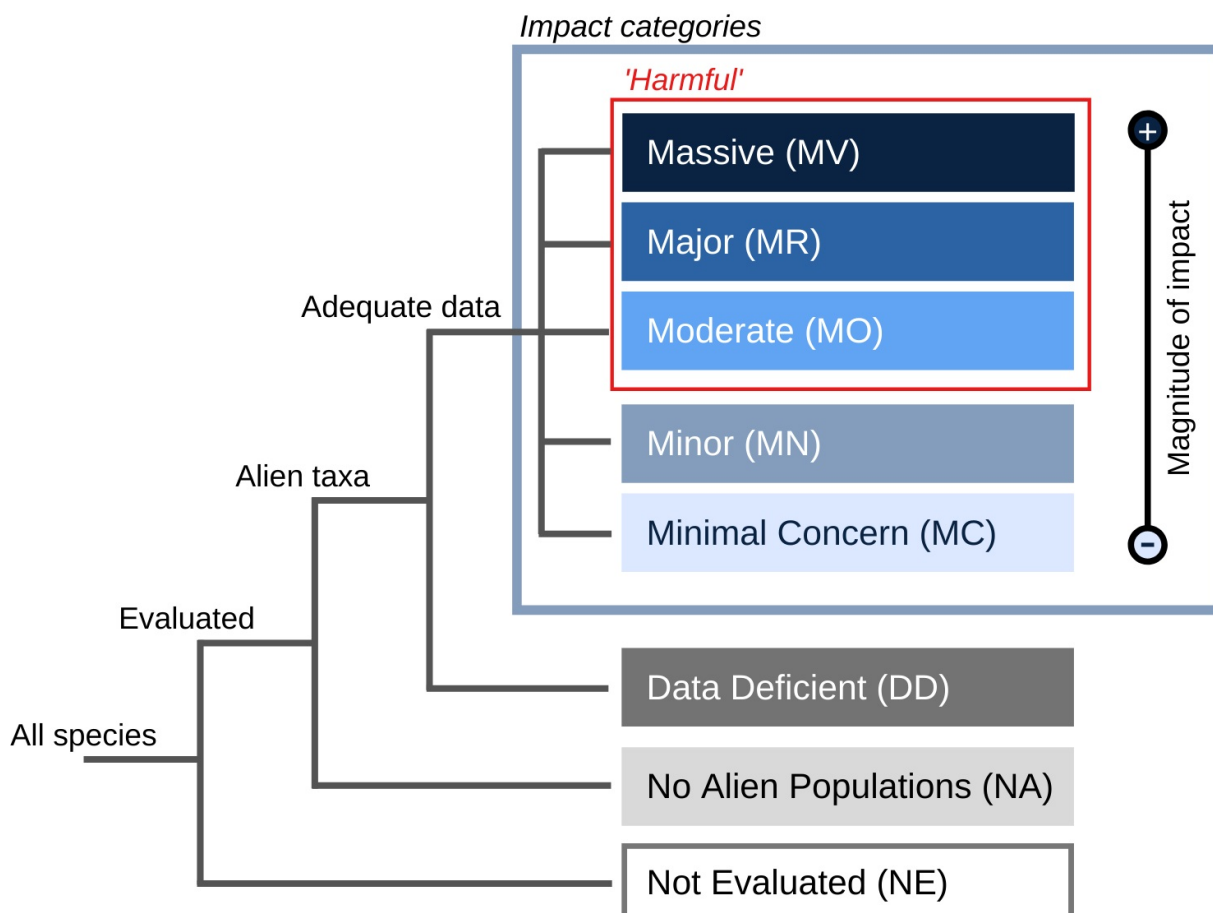 Impact categories
'Harmful'
Massive (MV)
+
Major (MR)
Adequate data
Moderate (MO)
Magnitude of impact
Minor (MN)
Alien taxa
Minimal Concern (MC)
-
Evaluated
Data Deficient (DD)
All species
No Alien Populations (NA)
Not Evaluated (NE)